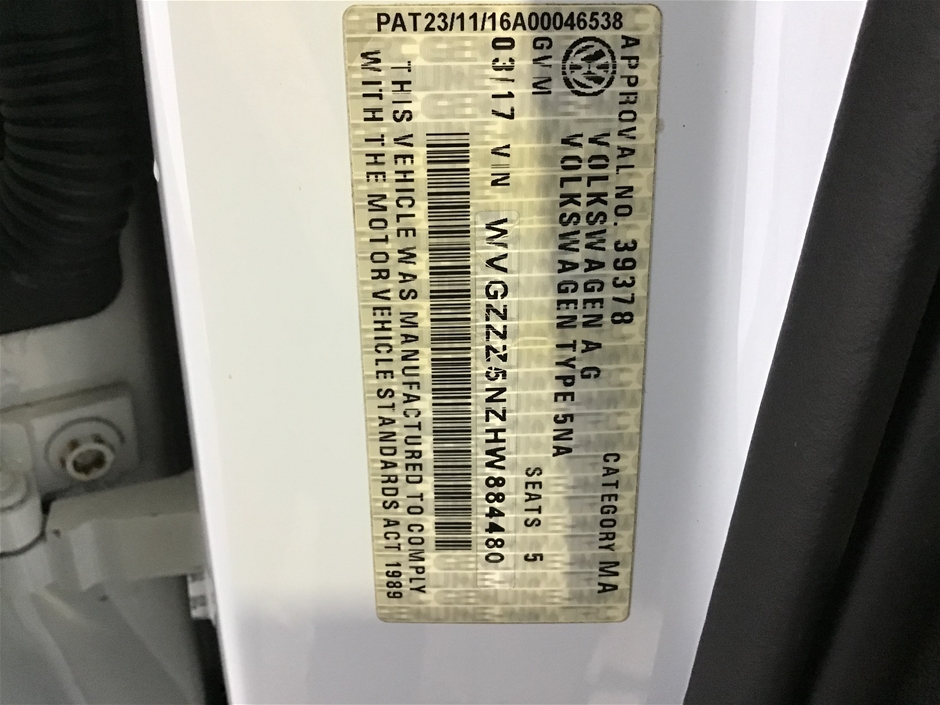 PAT23/11/16A00046538
APPROVAL NO. 39378 CATEGORY MA
VOLKSWAGEN AG
VOLKSWAGEN TYPE 5NA
GVM SEATS 5
03/17 VIN WVGZZZ5NZHW884480
THIS VEHICLE WAS MANUFACTURED TO COMPLY
WITH THE MOTOR VEHICLE STANDARDS ACT 1989